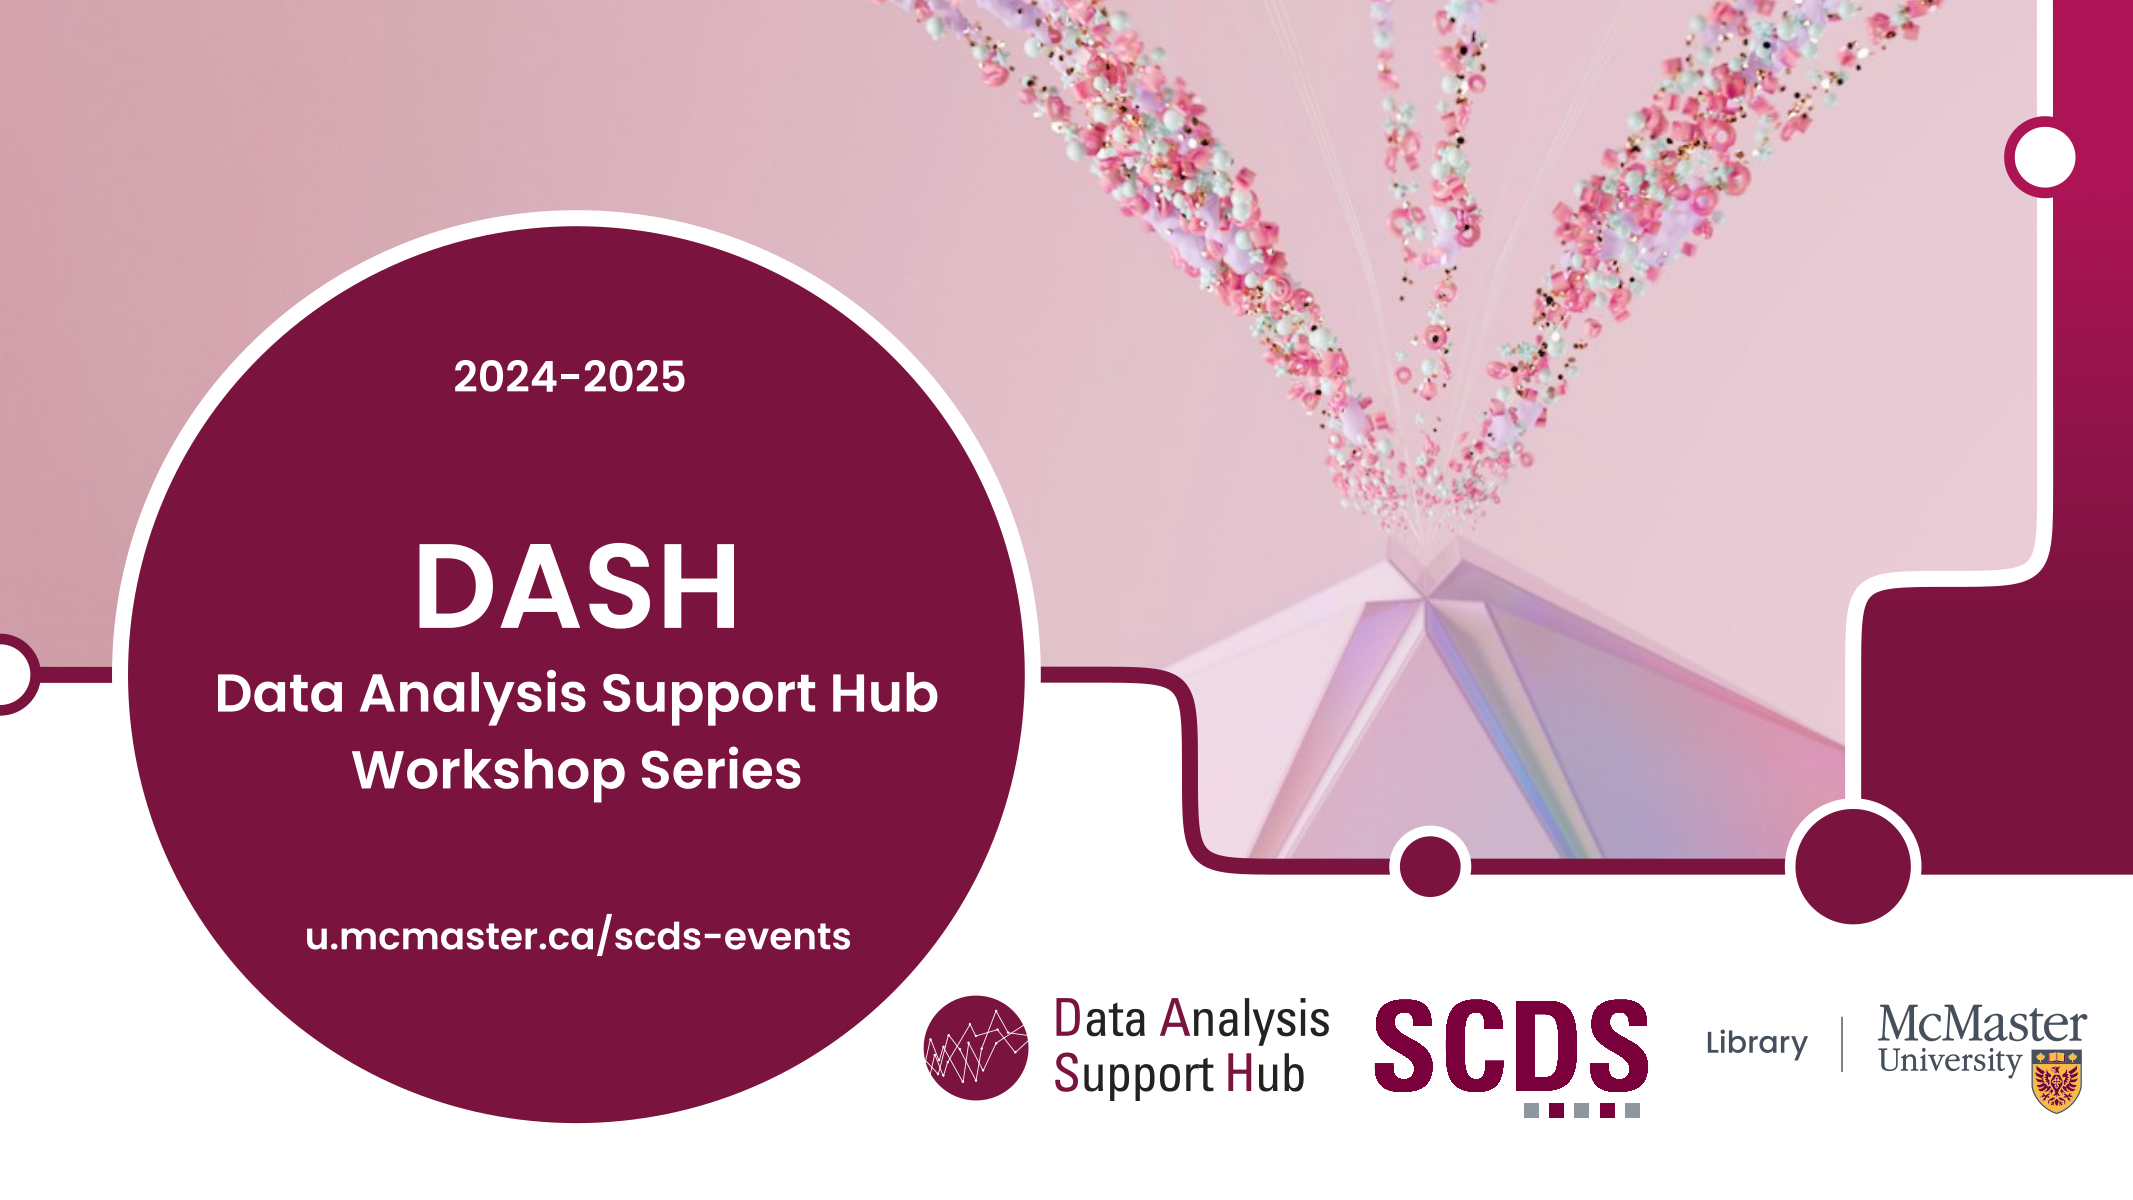 2024-2025
DASH
Data Analysis Support Hub
Workshop Series
u.mcmaster.ca/scds-events
Data Analysis
Support Hub
SCDS
Library
McMaster
University